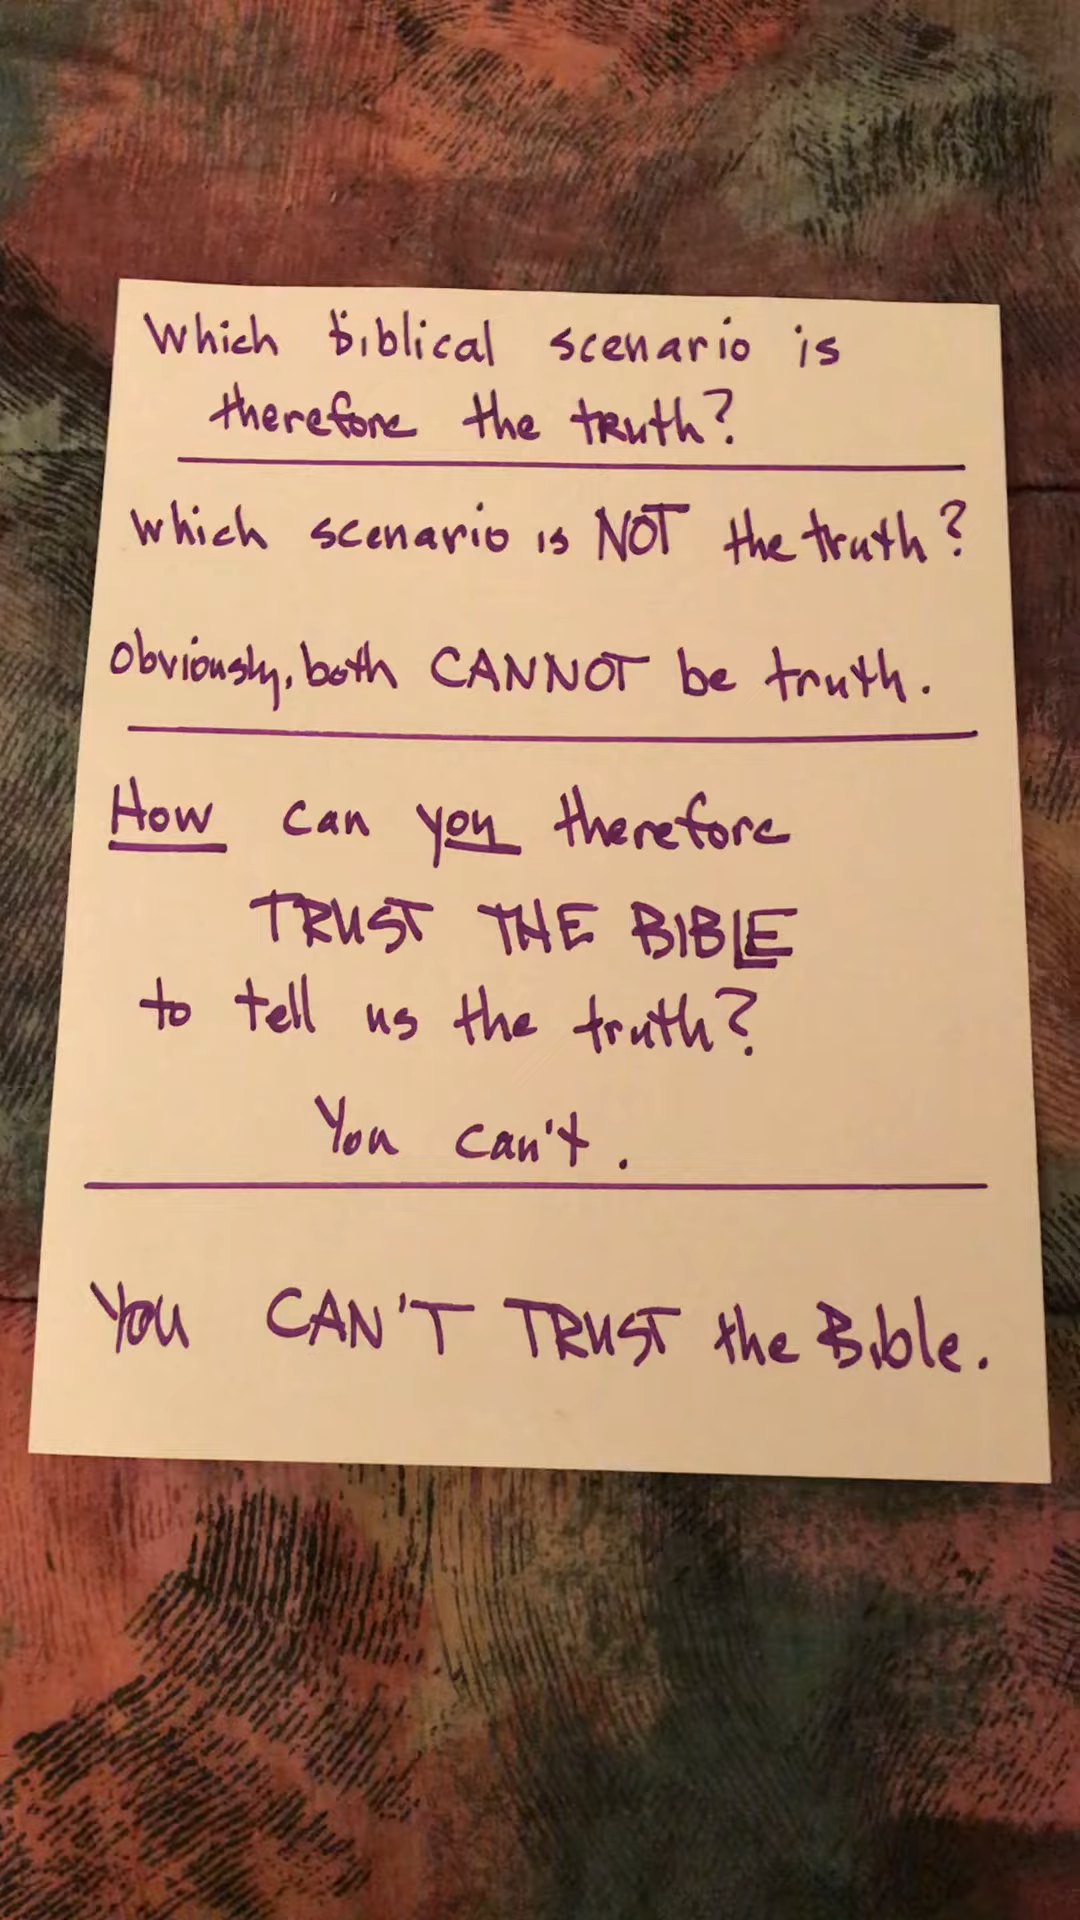 Which Biblical scenario is
therefore the truth?
Which scenario is NOT the truth?
Obviously, both CANNOT be truth.
How can you therefore
TRUST THE BIBLE
to tell us the truth?
You can't.
You CAN'T TRUST the Bible.